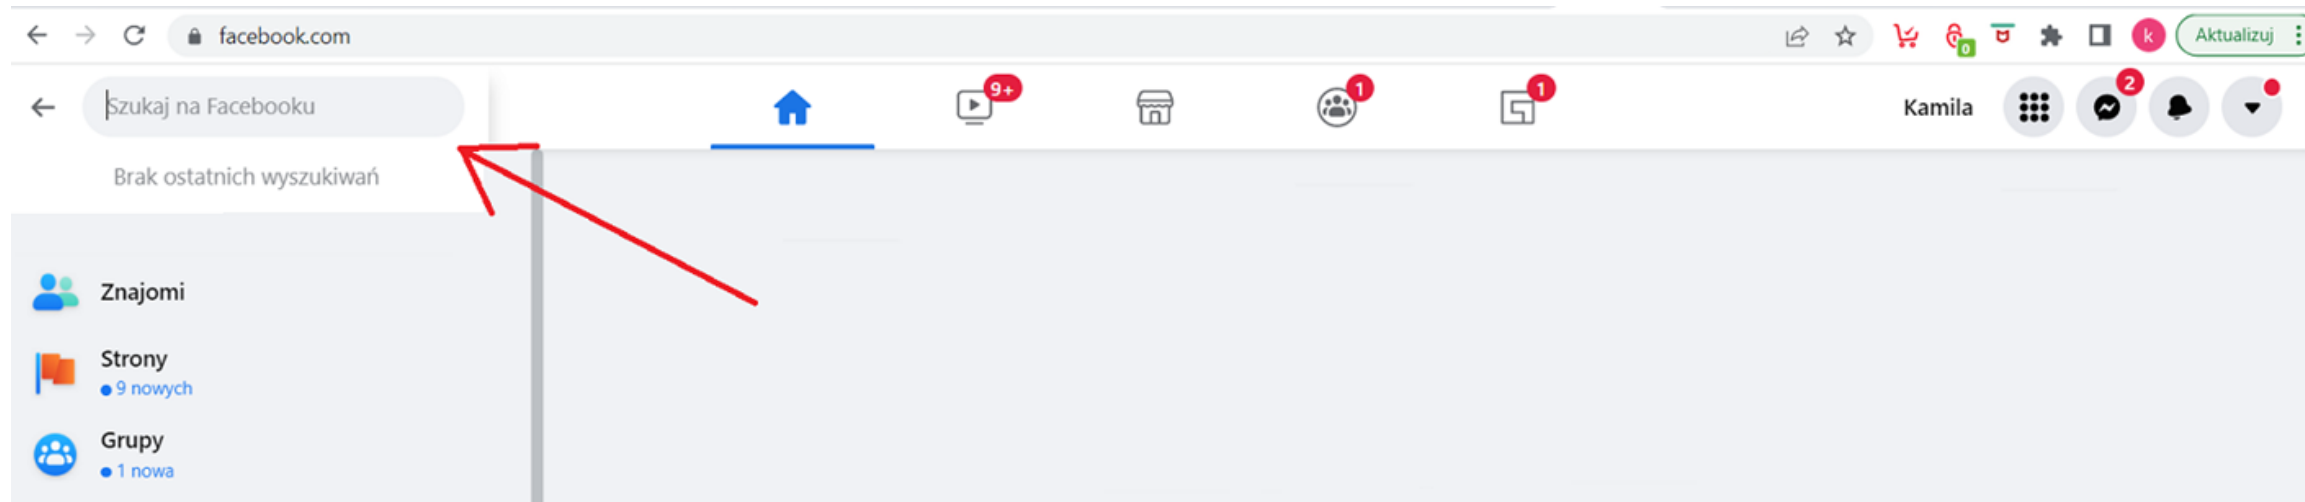 facebook.com
0
k
Aktualizuj
Szukaj na Facebooku
9+
1
1
Kamila
2
Brak ostatnich wyszukiwań
Znajomi
Strony
9 nowych
Grupy
1 nowa